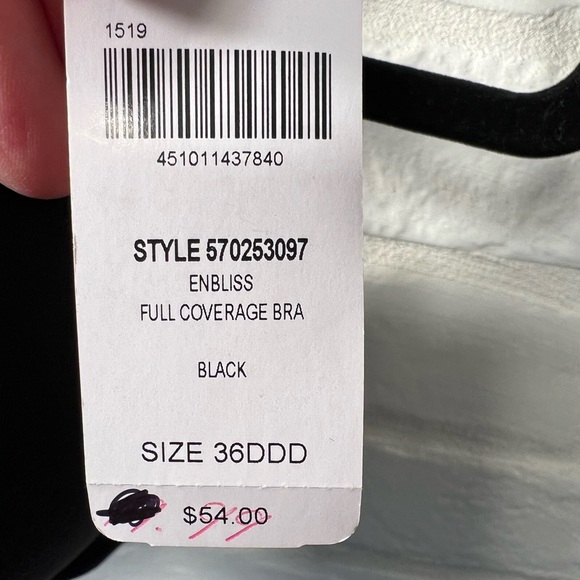 1519
451011437840
STYLE 570253097
ENBLISS
FULL COVERAGE BRA
BLACK
SIZE 36DDD
$54.00